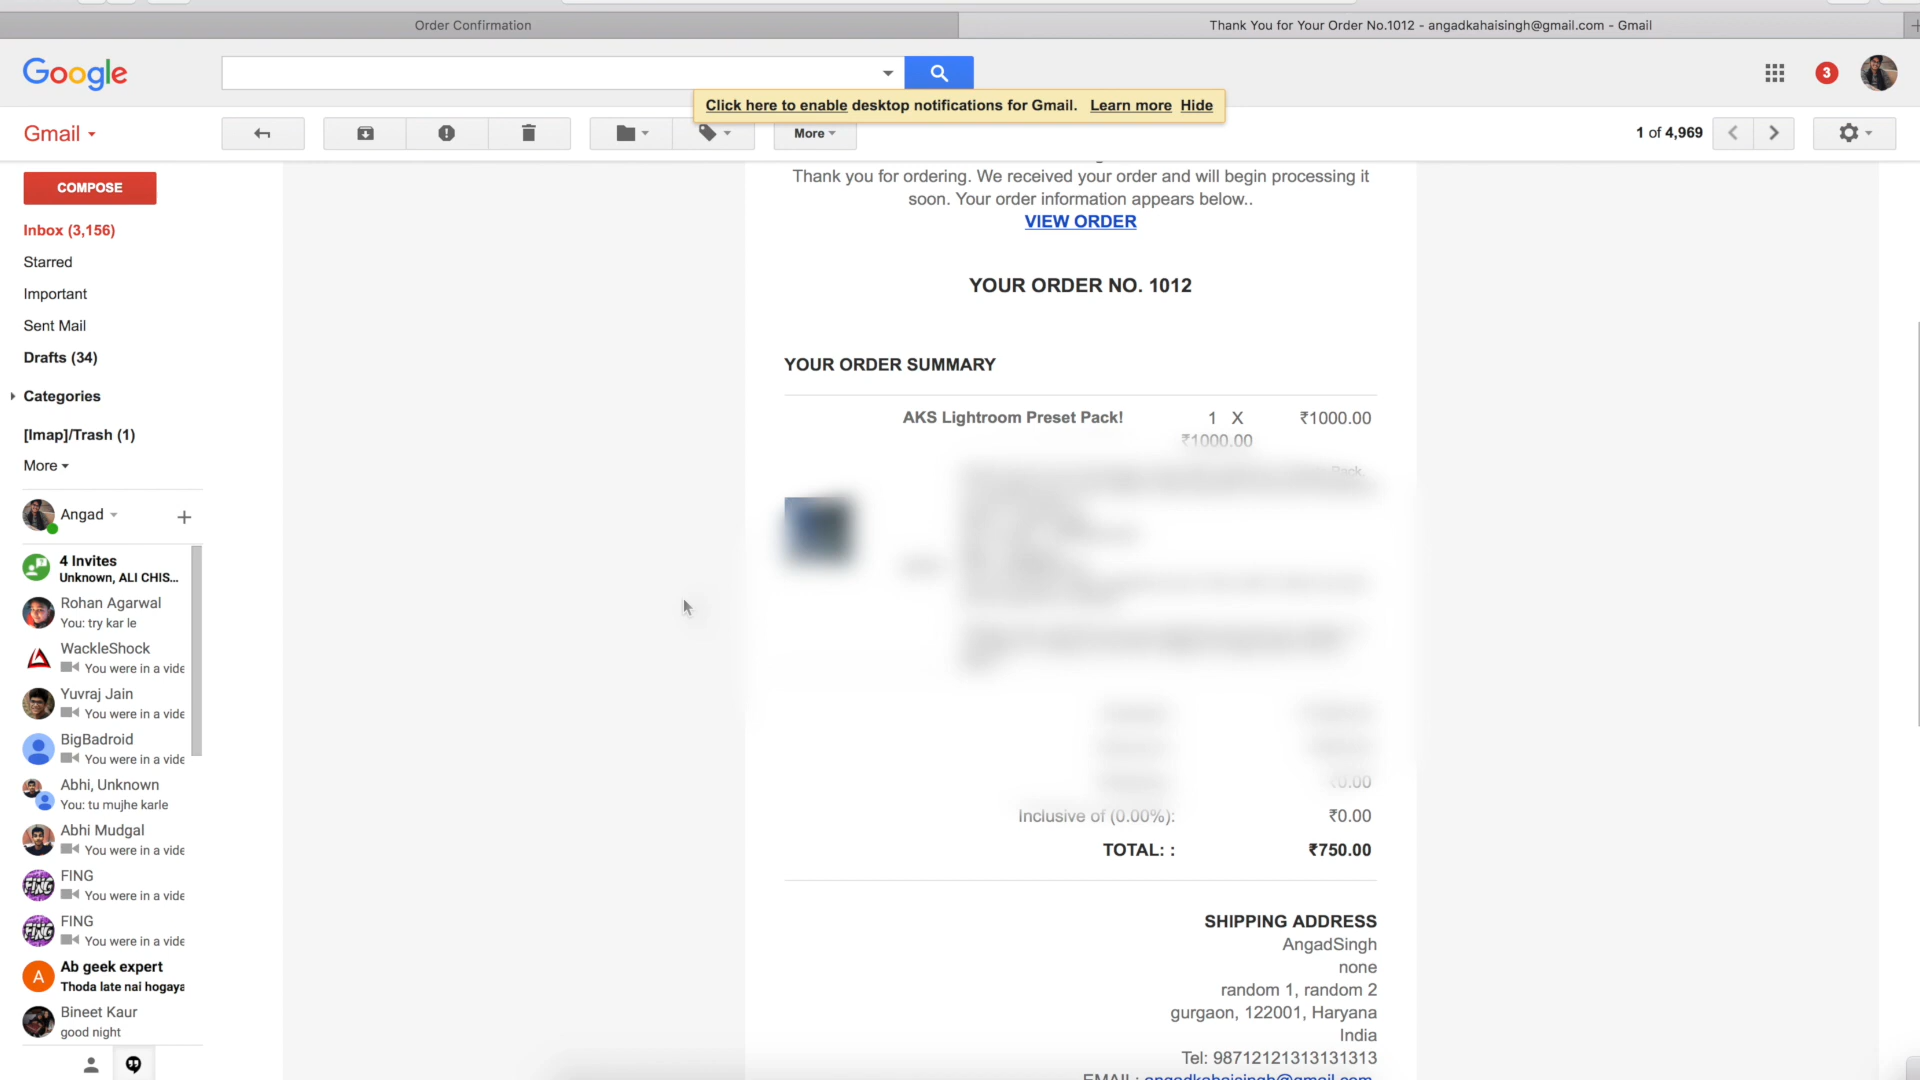 Order Confirmation
Thank You for Your Order No.1012 - angadkahaisingh@gmail.com - Gmail
Google
3
Click here to enable desktop notifications for Gmail. Learn more Hide
Gmail
More
1 of 4,969
COMPOSE
Inbox (3,156)
Starred
Important
Sent Mail
Drafts (34)
Categories
[Imap]/Trash (1)
More
Angad
4 Invites
Unknown, ALI CHIS...
Rohan Agarwal
You: try kar le
WackleShock
You were in a vide
Yuvraj Jain
You were in a vide
BigBadroid
You were in a vide
Abhi, Unknown
You: tu mujhe karle
Abhi Mudgal
You were in a vide
FING
You were in a vide
FING
You were in a vide
A
Ab geek expert
Thoda late nai hogaya
Bineet Kaur
good night
Thank you for ordering. We received your order and will begin processing it
soon. Your order information appears below..
VIEW ORDER
YOUR ORDER NO. 1012
YOUR ORDER SUMMARY
AKS Lightroom Preset Pack! 1 X ₹1000.00
₹1000.00
Pack
₹0.00
Inclusive of (0.00%): ₹0.00
TOTAL: : ₹750.00
SHIPPING ADDRESS
AngadSingh
none
random 1, random 2
gurgaon, 122001, Haryana
India
Tel: 98712121313131313
EMAIL: angadkahaisingh@gmail.com